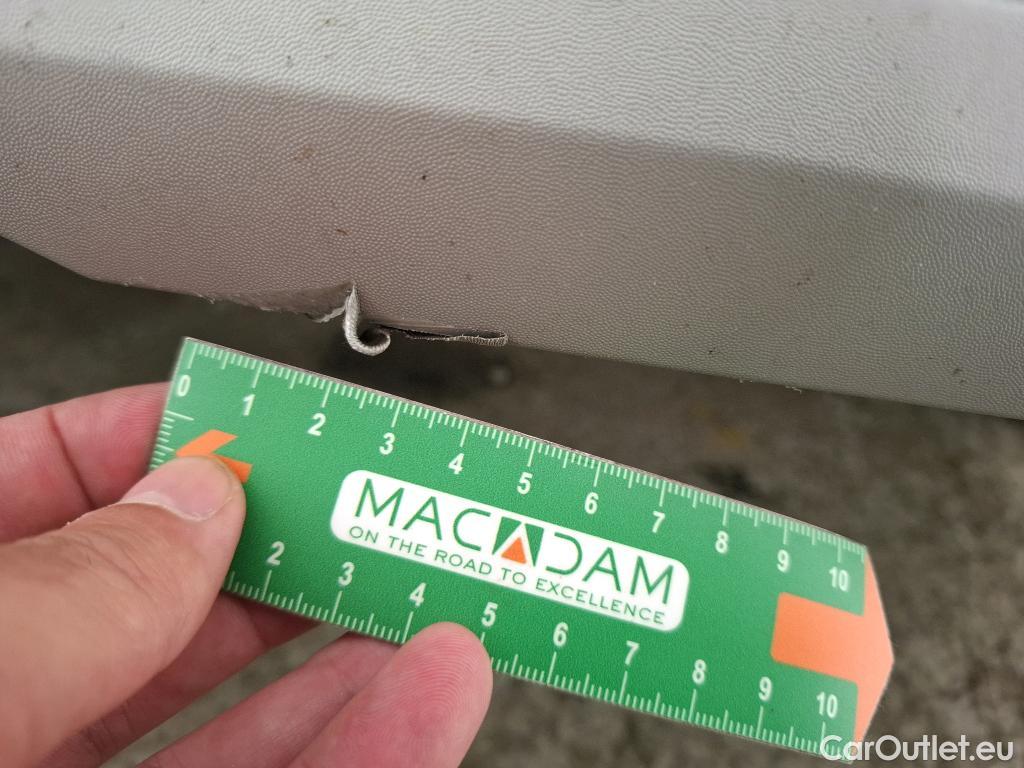 0 1 2 3 4 5 6 7 8 9 10
MACADAM
ON THE ROAD TO EXCELLENCE
2 3 4 5 6 7 8 9 10
CarOutlet.eu